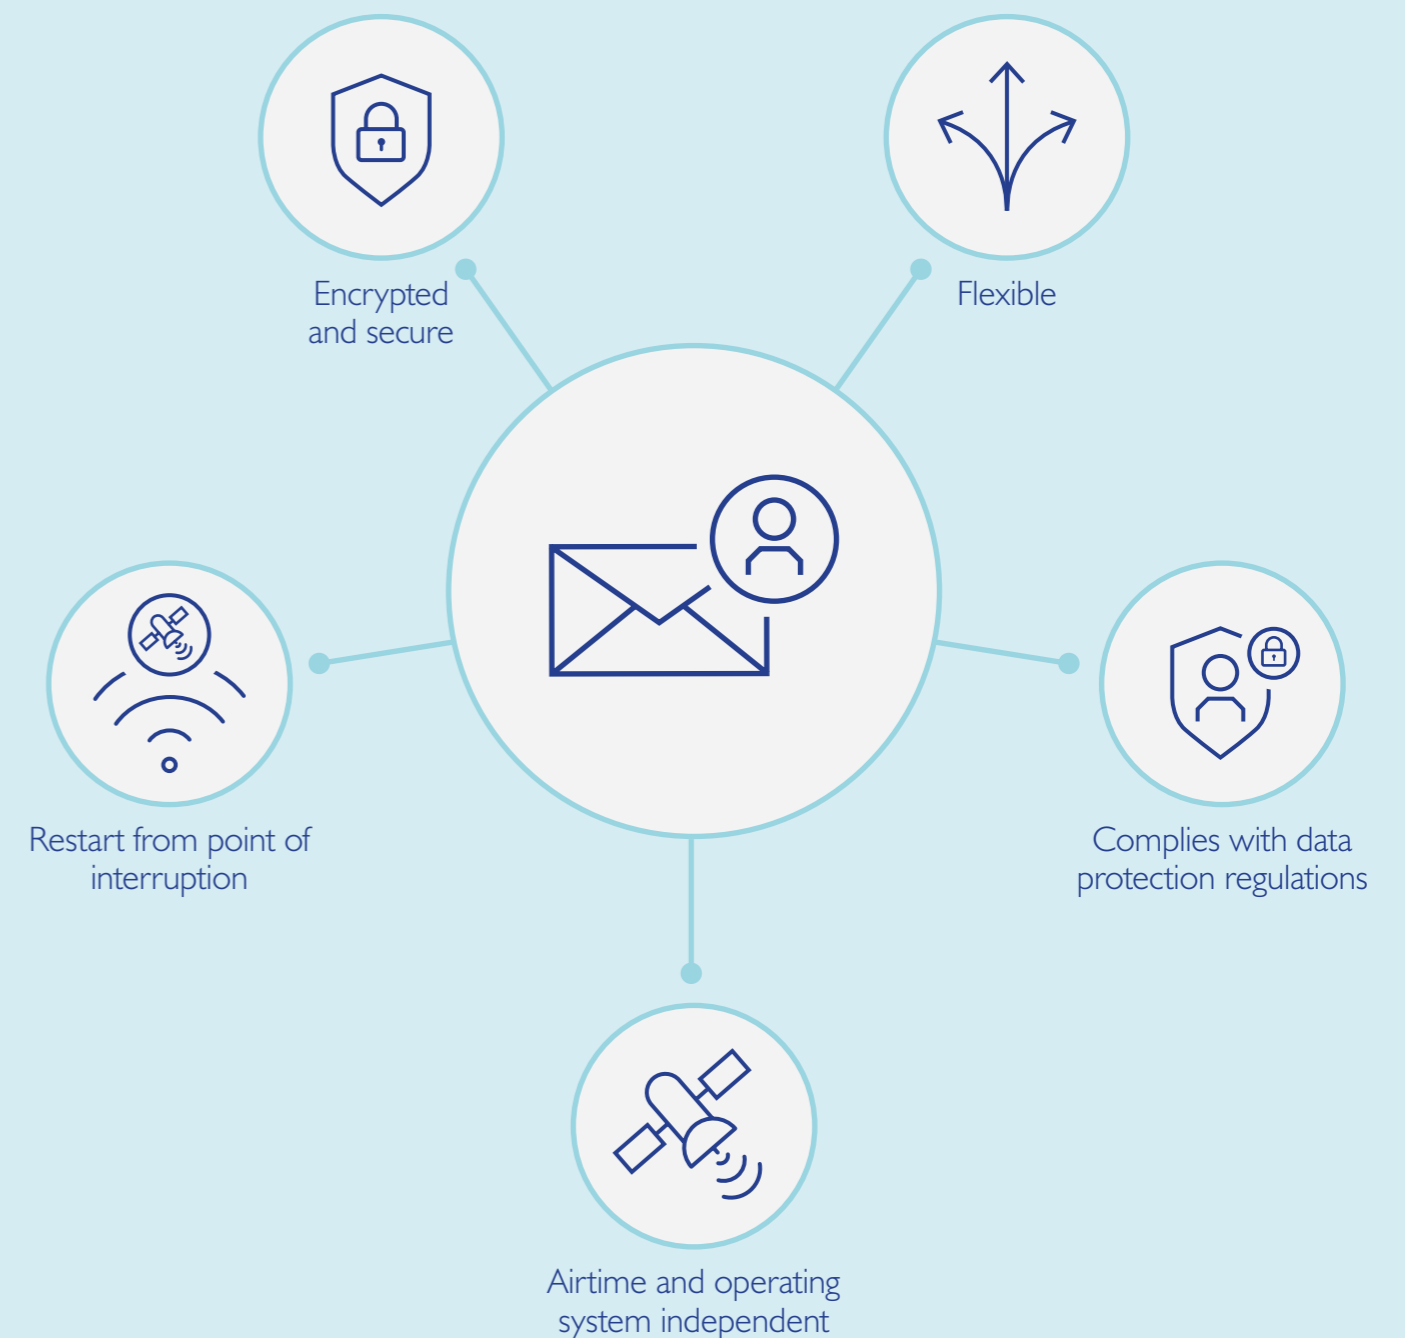 Encrypted
and secure
Flexible
Restart from point of
interruption
Complies with data
protection regulations
Airtime and operating
system independent